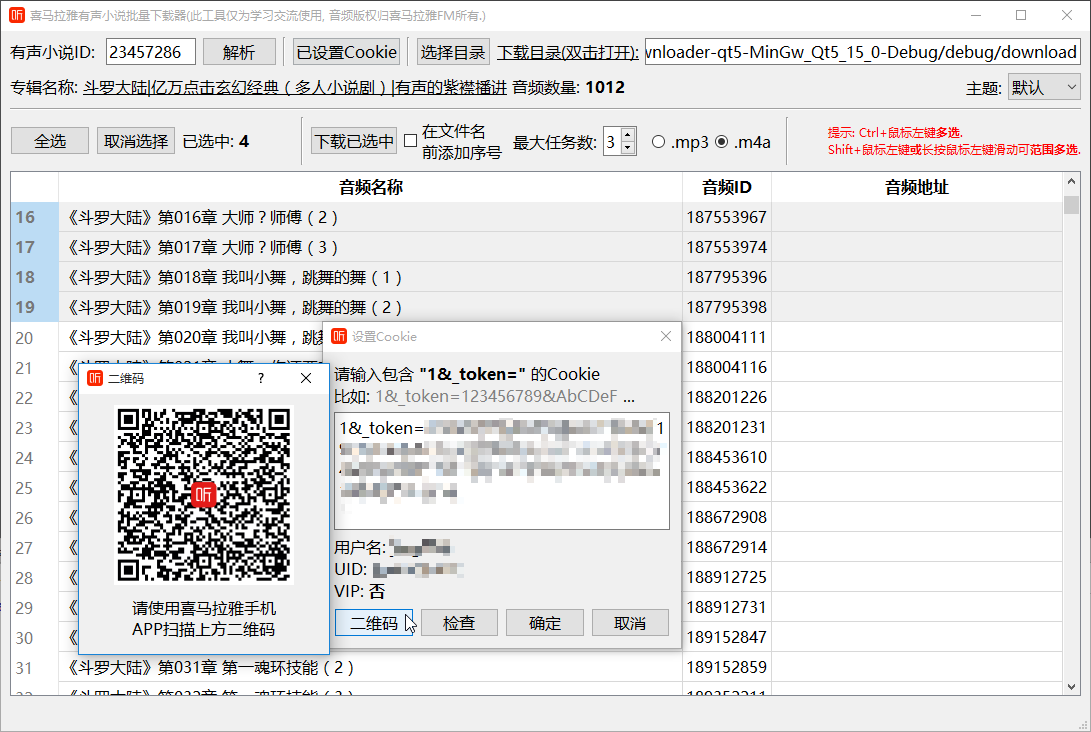 喜马拉雅有声小说批量下载器(此工具仅为学习交流使用, 音频版权归喜马拉雅FM所有.)
有声小说ID: 23457286 解析 已设置Cookie 选择目录 下载目录(双击打开): wnloader-qt5-MinGw_Qt5_15_0-Debug/debug/download
专辑名称: 斗罗大陆|亿万点击玄幻经典（多人小说剧）|有声的紫襟播讲 音频数量: 1012 主题: 默认
全选 取消选择 已选中: 4 下载已选中 在文件名前添加序号 最大任务数: 3 .mp3 .m4a
提示: Ctrl+鼠标左键多选.
Shift+鼠标左键或长按鼠标左键滑动可范围多选.
音频名称 音频ID 音频地址
16 《斗罗大陆》第016章 大师？师傅（2） 187553967
17 《斗罗大陆》第017章 大师？师傅（3） 187553974
18 《斗罗大陆》第018章 我叫小舞，跳舞的舞（1） 187795396
19 《斗罗大陆》第019章 我叫小舞，跳舞的舞（2） 187795398
20 《斗罗大陆》第020章 我叫小舞，跳 188004111
21 188004116
22 188201226
23 188201231
24 188453610
25 188453622
26 188672908
27 188672914
28 188912725
29 188912731
30 189152847
31 《斗罗大陆》第031章 第一魂环技能（2） 189152859
设置Cookie
请输入包含 "1&_token=" 的Cookie
比如: 1&_token=123456789&AbCDeF ...
1&_token=
用户名:
UID:
VIP: 否
二维码 检查 确定 取消
二维码 ?
听
请使用喜马拉雅手机
APP扫描上方二维码